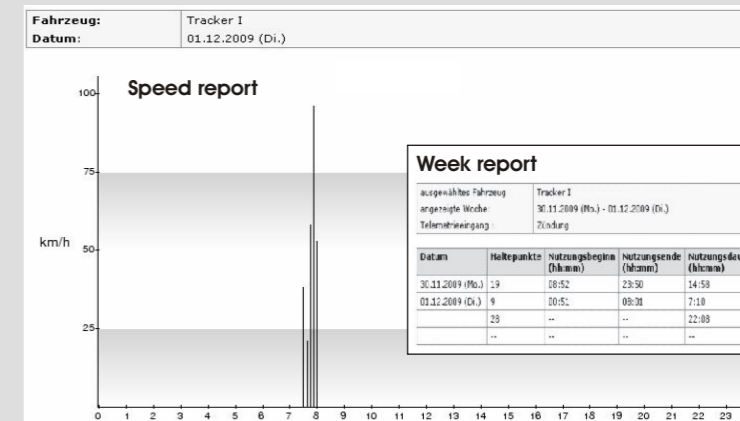 Fahrzeug: Tracker I
Datum: 01.12.2009 (Di.)
Speed report
100
75
km/h
50
25
0 1 2 3 4 5 6 7 8 9 10 11 12 13 14 15 16 17 18 19 20 21 22 23
Week report
ausgewähltes Fahrzeug Tracker I
angezeigte Woche: 30.11.2009 (Mo.) - 01.12.2009 (Di.)
Telemetrieeingang : Zündung
Datum Haltepunkte Nutzungsbeginn Nutzungsende Nutzungsdau
(hh:mm) (hh:mm) (hh:mm)
30.11.2009 (Mo.) 19 08:52 23:50 14:58
01.12.2009 (Di.) 9 00:51 08:01 7:10
28 -- -- 22:08
-- -- -- --